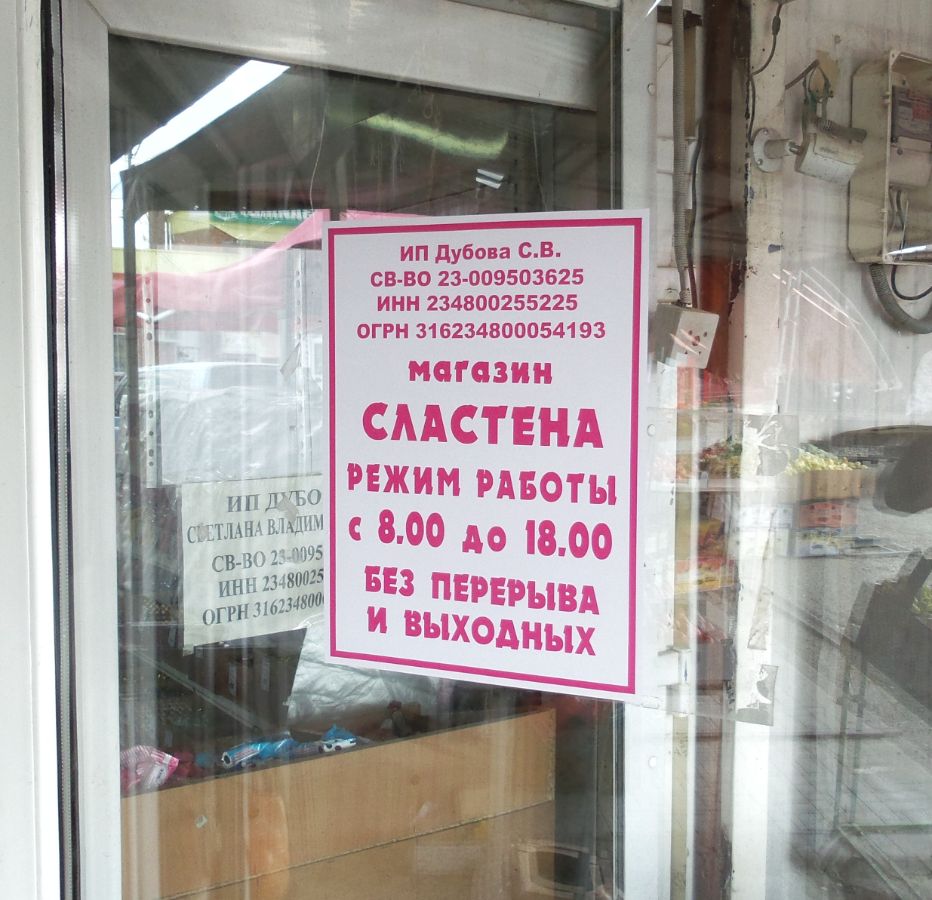 ИП Дубова С.В.
СВ-ВО 23-009503625
ИНН 234800255225
ОГРН 316234800054193
магазин
СЛАСТЕНА
РЕЖИМ РАБОТЫ
с 8.00 до 18.00
БЕЗ ПЕРЕРЫВА
И ВЫХОДНЫХ
ИП ДУБО
СВЕТЛАНА ВЛАДИМ
СВ-ВО 23-0095
ИНН 23480025
ОГРН 316234800